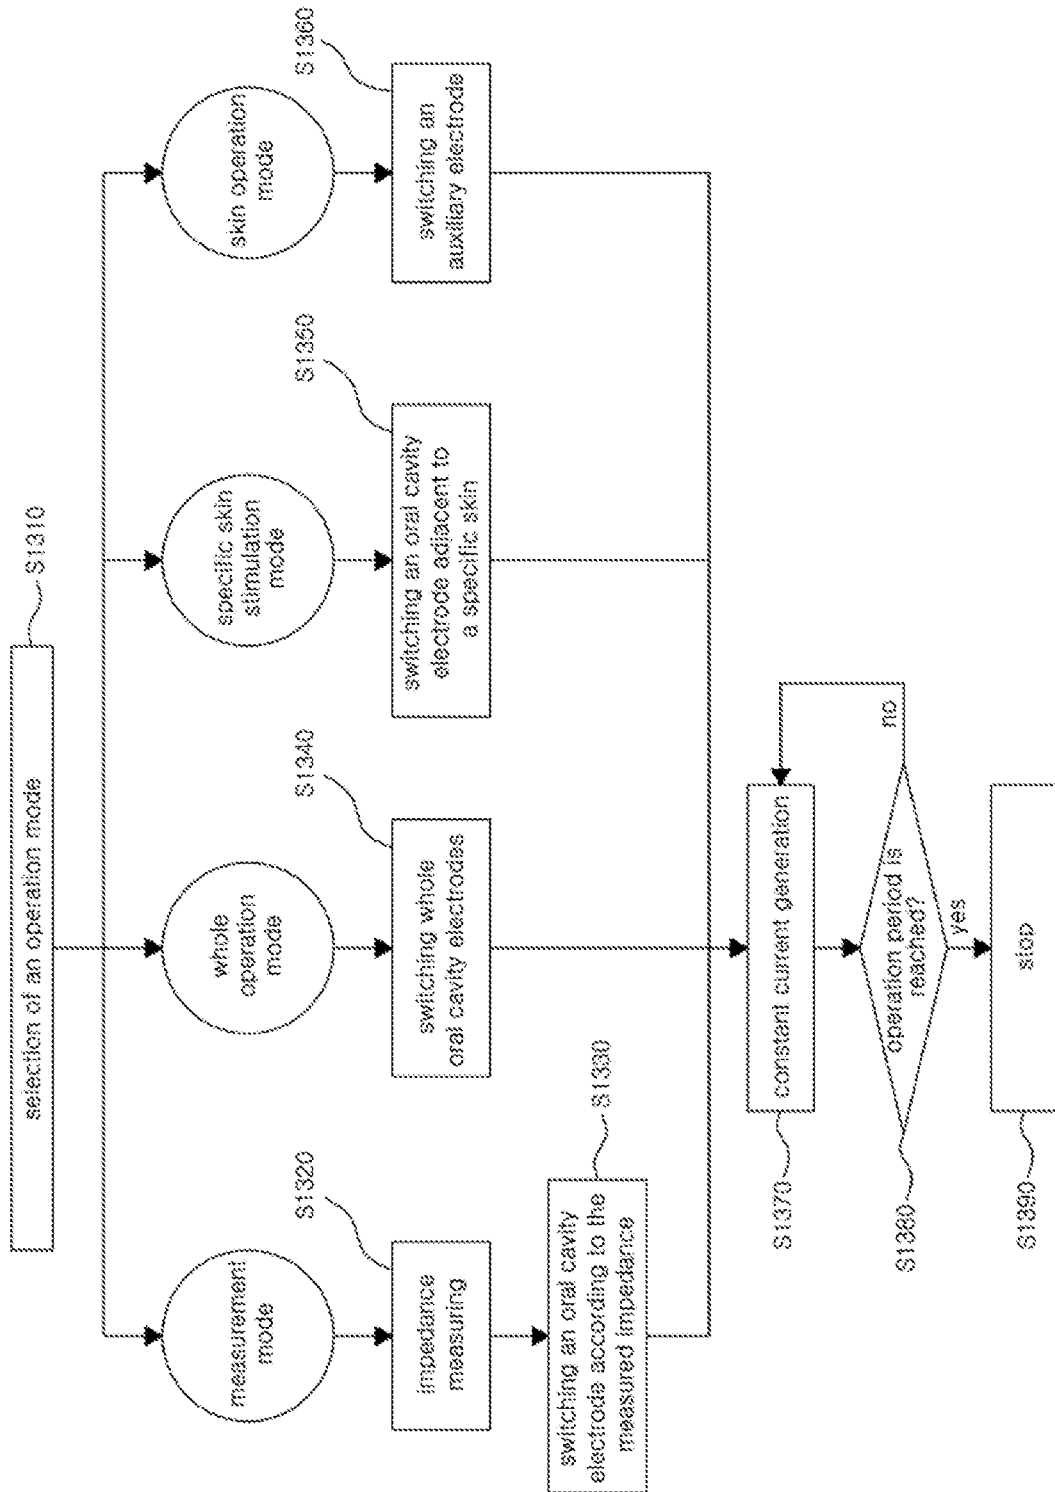 selection of an operation mode
S1310
measurement
mode
whole
operation
mode
specific skin
stimulation
mode
skin operation
mode
S1320
impedance
measuring
S1340
switching whole
oral cavity electrodes
S1350
switching an oral cavity
electrode adjacent to
a specific skin
S1360
switching an
auxiliary electrode
S1330
switching an oral cavity
electrode according to the
measured impedance
S1370
constant current generation
S1380
operation period is
reached?
no
yes
S1390
stop